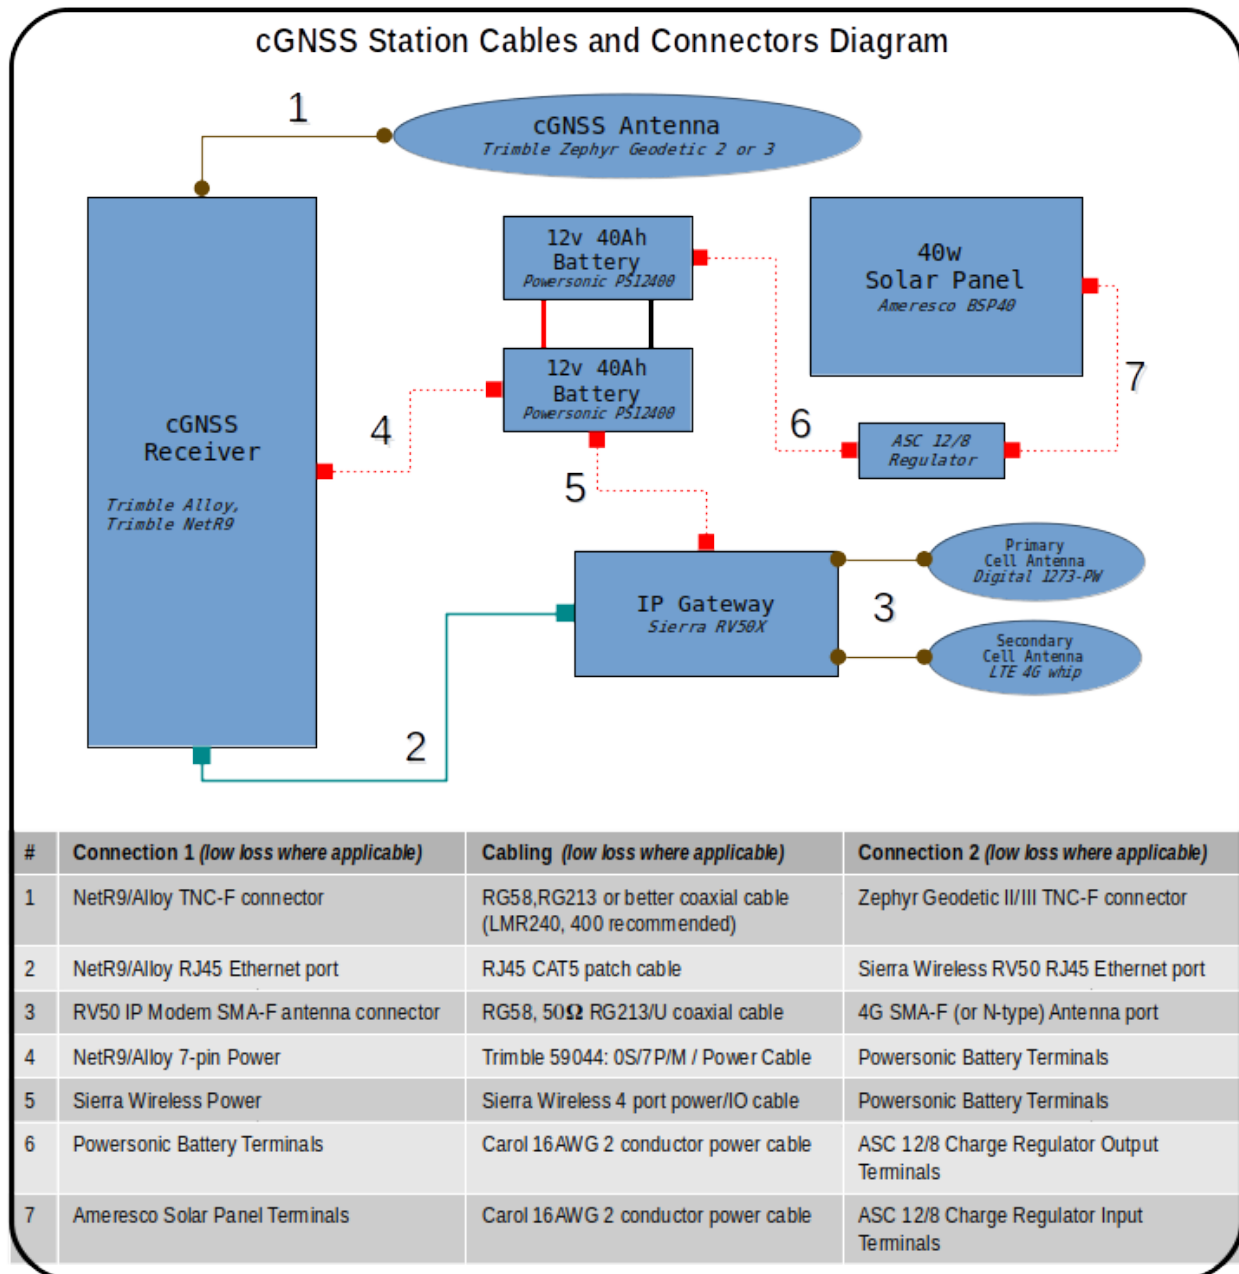 cGNSS Station Cables and Connectors Diagram
1
cGNSS Antenna
Trimble Zephyr Geodetic 2 or 3
12v 40Ah
Battery
Powersonic PS12400
40w
Solar Panel
Ameresco BSP40
12v 40Ah
Battery
Powersonic PS12400
7
cGNSS
Receiver
Trimble Alloy,
Trimble NetR9
4
6
ASC 12/8
Regulator
5
Primary
Cell Antenna
Digital 1273-PW
IP Gateway
Sierra RV50X
3
Secondary
Cell Antenna
LTE 4G whip
2
# Connection 1 (low loss where applicable) Cabling (low loss where applicable) Connection 2 (low loss where applicable)
1 NetR9/Alloy TNC-F connector RG58,RG213 or better coaxial cable Zephyr Geodetic II/III TNC-F connector
(LMR240, 400 recommended)
2 NetR9/Alloy RJ45 Ethernet port RJ45 CAT5 patch cable Sierra Wireless RV50 RJ45 Ethernet port
3 RV50 IP Modem SMA-F antenna connector RG58, 50Ω RG213/U coaxial cable 4G SMA-F (or N-type) Antenna port
4 NetR9/Alloy 7-pin Power Trimble 59044: 0S/7P/M / Power Cable Powersonic Battery Terminals
5 Sierra Wireless Power Sierra Wireless 4 port power/IO cable Powersonic Battery Terminals
6 Powersonic Battery Terminals Carol 16AWG 2 conductor power cable ASC 12/8 Charge Regulator Output
Terminals
7 Ameresco Solar Panel Terminals Carol 16AWG 2 conductor power cable ASC 12/8 Charge Regulator Input
Terminals